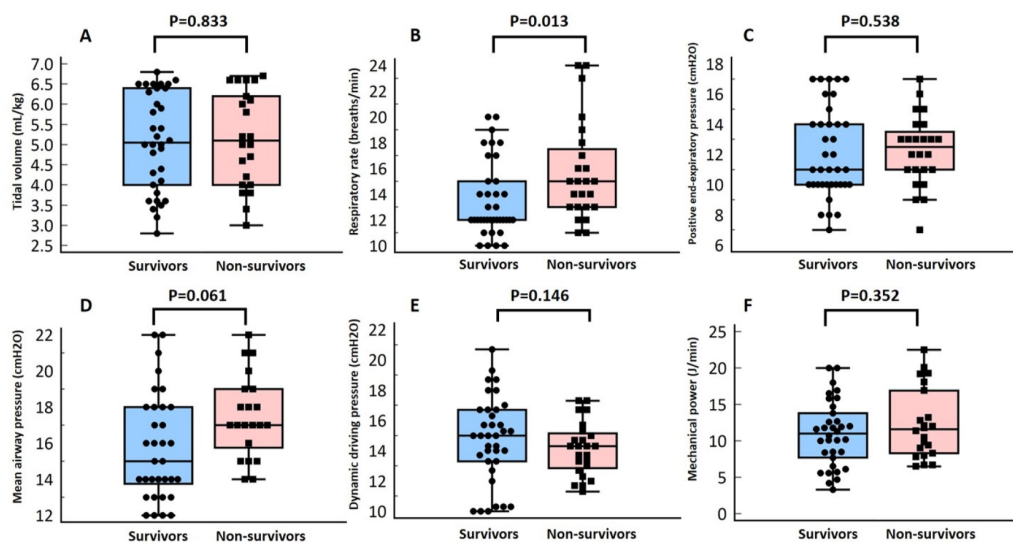 P=0.833
A
Tidal volume (mL/kg)
7.0
6.5
6.0
5.5
5.0
4.5
4.0
3.5
3.0
2.5
Survivors
Non-survivors
P=0.013
B
Respiratory rate (breaths/min)
24
22
20
18
16
14
12
10
Survivors
Non-survivors
P=0.538
C
Positive end-expiratory pressure (cmH2O)
18
16
14
12
10
8
6
Survivors
Non-survivors
P=0.061
D
Mean airway pressure (cmH2O)
22
20
18
16
14
12
Survivors
Non-survivors
P=0.146
E
Dynamic driving pressure (cmH2O)
22
20
18
16
14
12
10
Survivors
Non-survivors
P=0.352
F
Mechanical power (J/min)
25
20
15
10
5
0
Survivors
Non-survivors